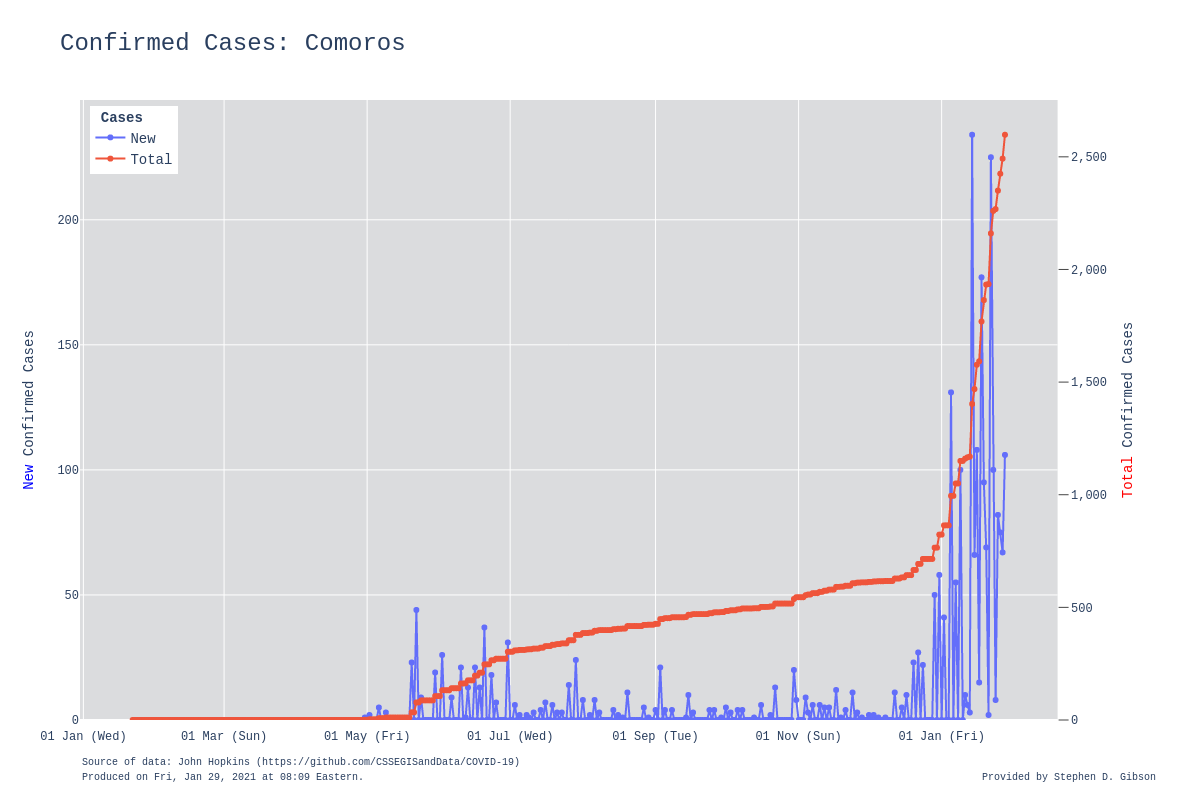 Confirmed Cases: Comoros
Cases
New
Total
200
150
100
50
0
2,500
2,000
1,500
1,000
500
0
New Confirmed Cases
Total Confirmed Cases
01 Jan (Wed)
01 Mar (Sun)
01 May (Fri)
01 Jul (Wed)
01 Sep (Tue)
01 Nov (Sun)
01 Jan (Fri)
Source of data: John Hopkins (https://github.com/CSSEGISandData/COVID-19)
Produced on Fri, Jan 29, 2021 at 08:09 Eastern.
Provided by Stephen D. Gibson